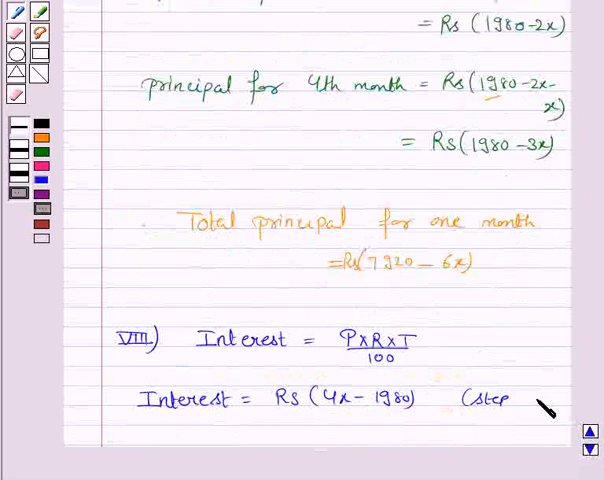 = Rs (1980-2x)
principal for 4th month = Rs(1980-2x-
x)
= Rs(1980-3x)
Total principal for one month
=Rs(7920-6x)
VIII) Interest = P×R×T/100
Interest = Rs (4x-1980) (step